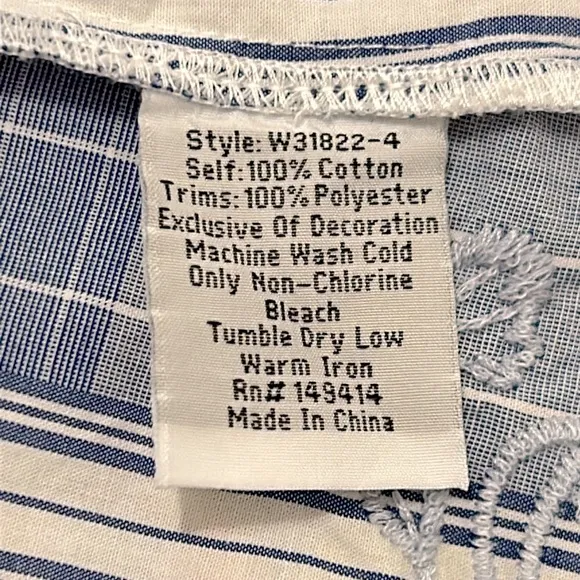 Style: W31822-4
Self:100% Cotton
Trims:100% Polyester
Exclusive Of Decoration
Machine Wash Cold
Only Non-Chlorine
Bleach
Tumble Dry Low
Warm Iron
Rn# 149414
Made In China